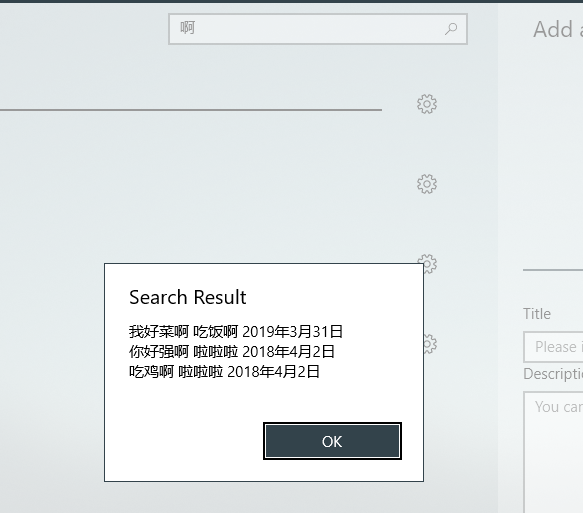 啊
Add a
Search Result
我好菜啊 吃饭啊 2019年3月31日
你好强啊 啦啦啦 2018年4月2日
吃鸡啊 啦啦啦 2018年4月2日
OK
Title
Please i
Descriptio
You can